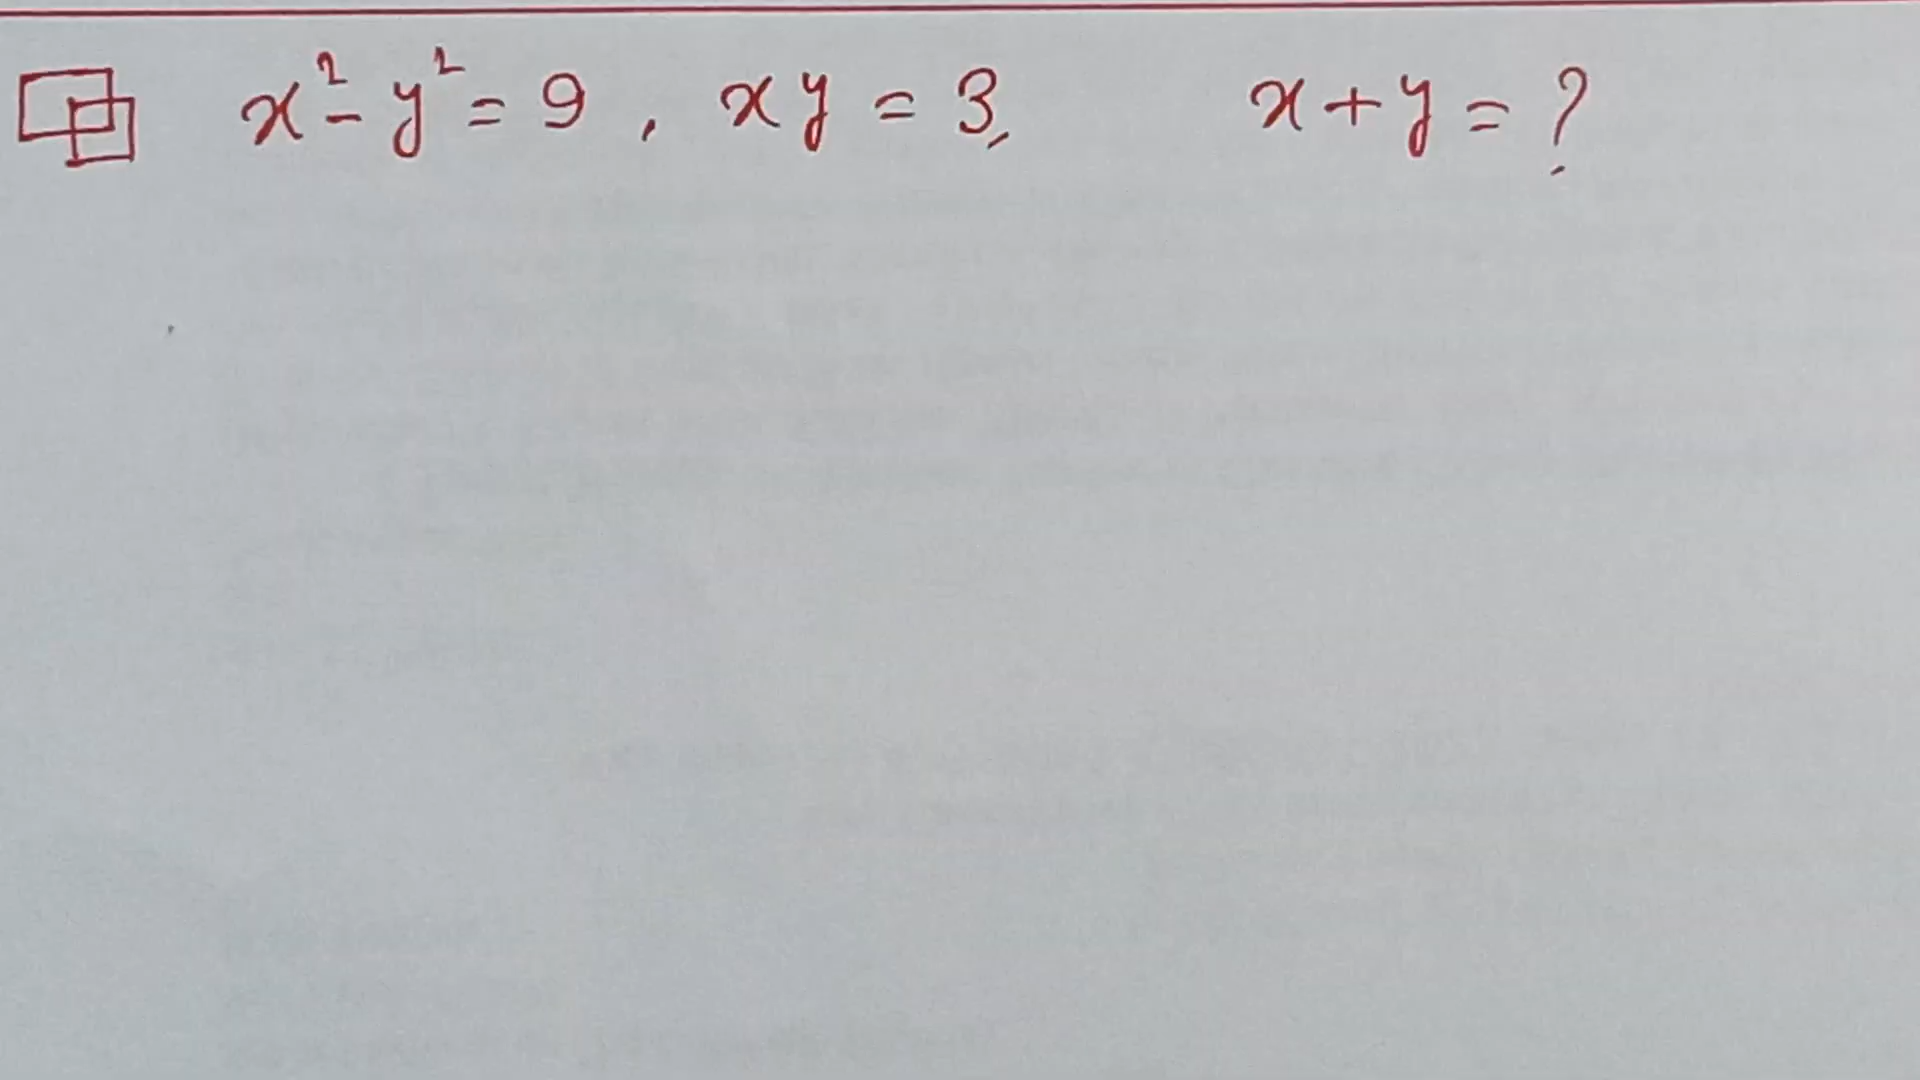 x² - y² = 9 , xy = 3, x + y = ?